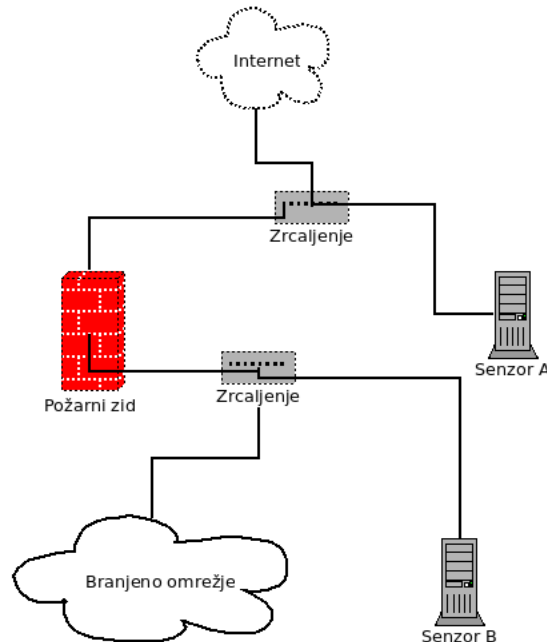 Internet
Zrcaljenje
Senzor A
Zrcaljenje
Požarni zid
Branjeno omrežje
Senzor B